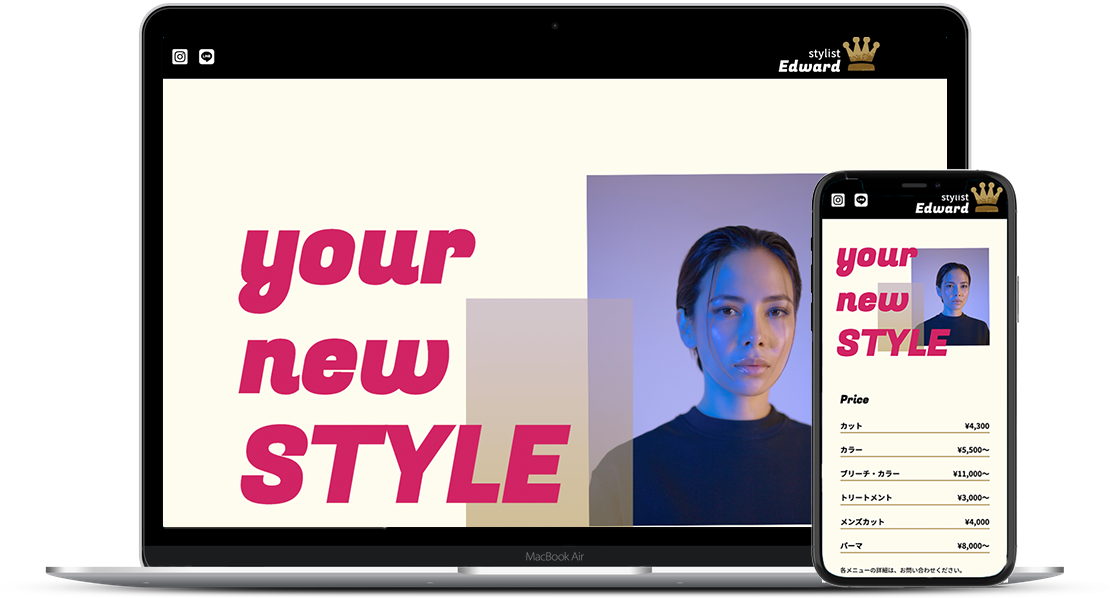 stylist
Edward
your
new
STYLE
MacBook Air
stylist
Edward
your
new
STYLE
Price
カット ¥4,300
カラー ¥5,500〜
ブリーチ・カラー ¥11,000〜
トリートメント ¥3,000〜
メンズカット ¥4,000
パーマ ¥8,000〜
各メニューの詳細は、お問い合わせください。